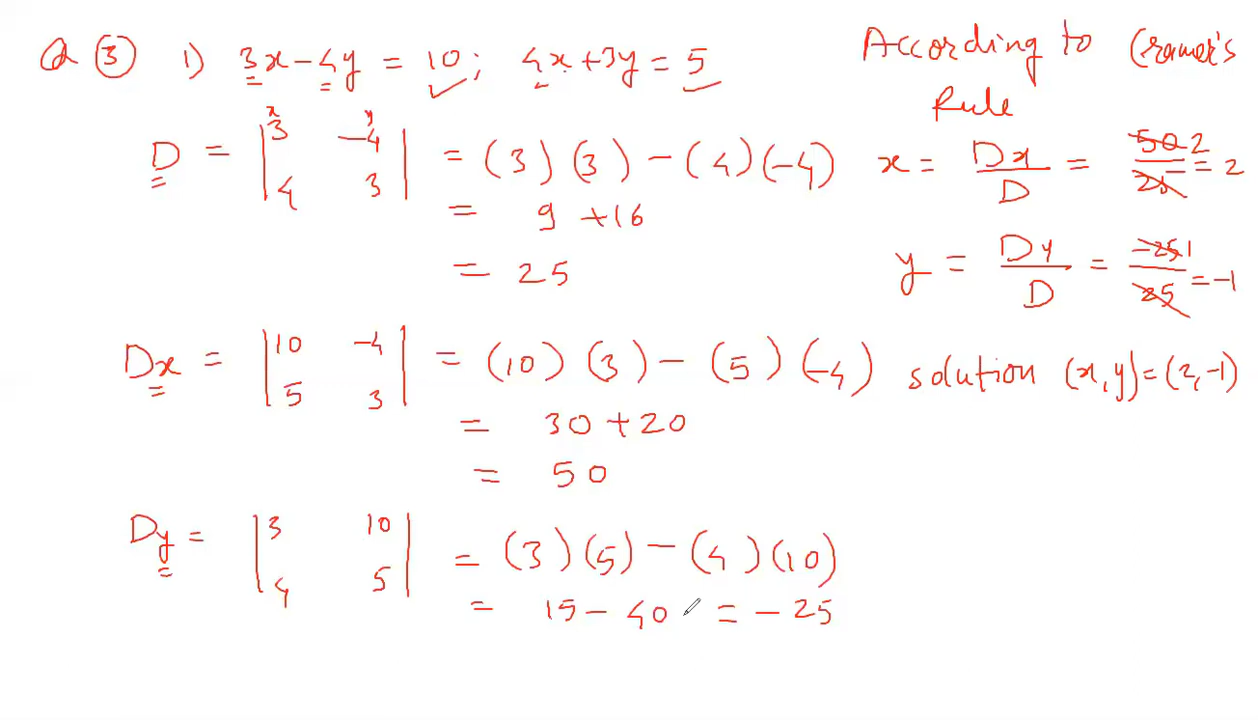 Q ③ 1) 3x - 4y = 10 ; 4x + 3y = 5
x y
D = | 3 -4 | = (3) (3) - (4) (-4)
| 4 3 |
= 9 + 16
= 25
Dx = | 10 -4 | = (10) (3) - (5) (-4)
| 5 3 |
= 30 + 20
= 50
Dy = | 3 10 | = (3) (5) - (4) (10)
| 4 5 |
= 15 - 40 = - 25
According to Cramer's
Rule
x = Dx / D = 50 2 / 25 = 2
y = Dy / D = -25 1 / 25 = -1
solution (x, y) = (2, -1)